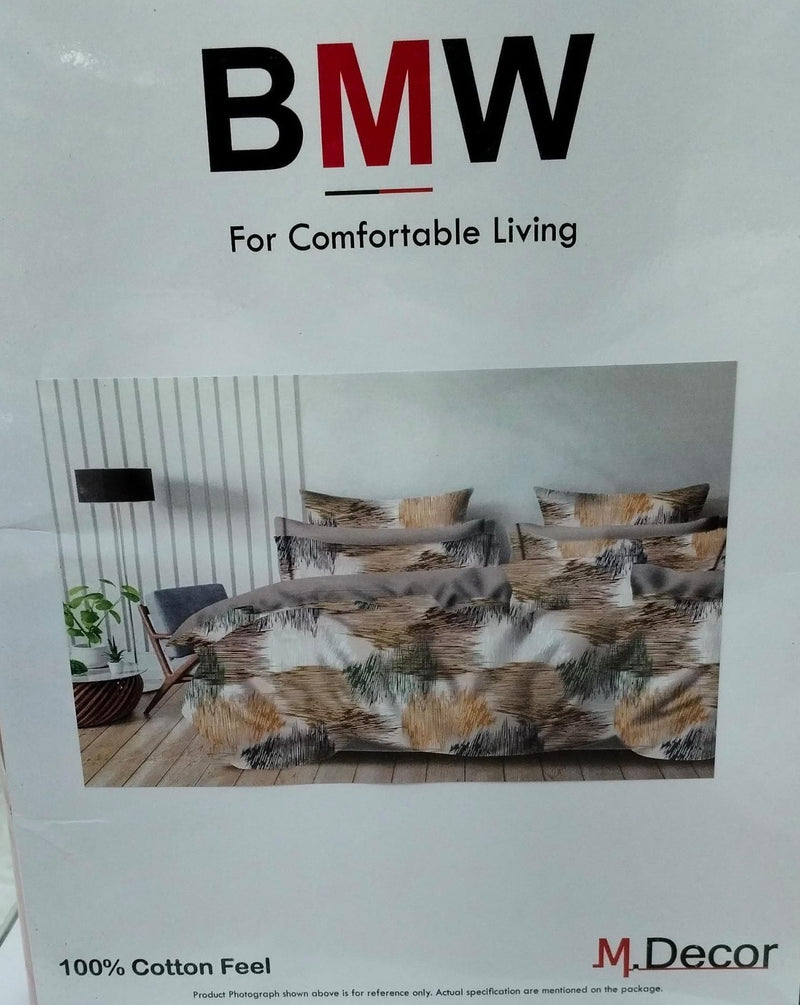 BMW
For Comfortable Living
100% Cotton Feel
M.Decor
Product Photograph shown above is for reference only. Actual specification are mentioned on the package.